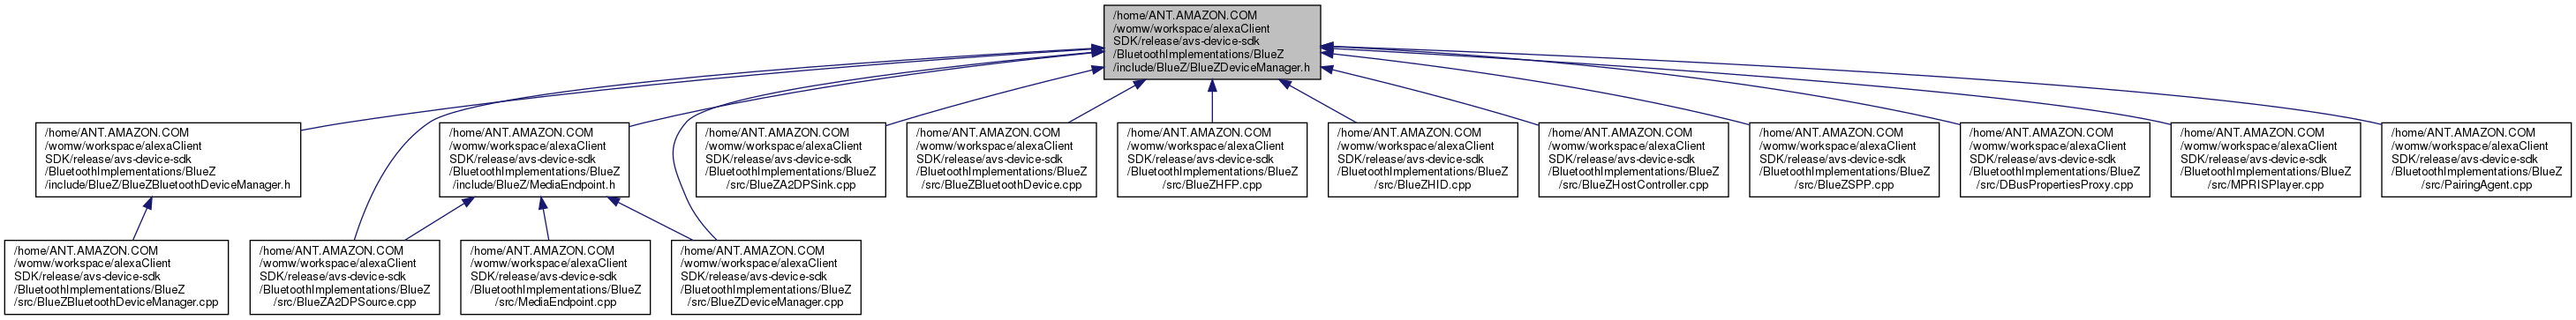 /home/ANT.AMAZON.COM
/womw/workspace/alexaClient
SDK/release/avs-device-sdk
/BluetoothImplementations/BlueZ
/include/BlueZ/BlueZDeviceManager.h
/home/ANT.AMAZON.COM
/womw/workspace/alexaClient
SDK/release/avs-device-sdk
/BluetoothImplementations/BlueZ
/include/BlueZ/BlueZBluetoothDeviceManager.h
/home/ANT.AMAZON.COM
/womw/workspace/alexaClient
SDK/release/avs-device-sdk
/BluetoothImplementations/BlueZ
/include/BlueZ/MediaEndpoint.h
/home/ANT.AMAZON.COM
/womw/workspace/alexaClient
SDK/release/avs-device-sdk
/BluetoothImplementations/BlueZ
/src/BlueZA2DPSink.cpp
/home/ANT.AMAZON.COM
/womw/workspace/alexaClient
SDK/release/avs-device-sdk
/BluetoothImplementations/BlueZ
/src/BlueZBluetoothDevice.cpp
/home/ANT.AMAZON.COM
/womw/workspace/alexaClient
SDK/release/avs-device-sdk
/BluetoothImplementations/BlueZ
/src/BlueZHFP.cpp
/home/ANT.AMAZON.COM
/womw/workspace/alexaClient
SDK/release/avs-device-sdk
/BluetoothImplementations/BlueZ
/src/BlueZHID.cpp
/home/ANT.AMAZON.COM
/womw/workspace/alexaClient
SDK/release/avs-device-sdk
/BluetoothImplementations/BlueZ
/src/BlueZHostController.cpp
/home/ANT.AMAZON.COM
/womw/workspace/alexaClient
SDK/release/avs-device-sdk
/BluetoothImplementations/BlueZ
/src/BlueZSPP.cpp
/home/ANT.AMAZON.COM
/womw/workspace/alexaClient
SDK/release/avs-device-sdk
/BluetoothImplementations/BlueZ
/src/DBusPropertiesProxy.cpp
/home/ANT.AMAZON.COM
/womw/workspace/alexaClient
SDK/release/avs-device-sdk
/BluetoothImplementations/BlueZ
/src/MPRISPlayer.cpp
/home/ANT.AMAZON.COM
/womw/workspace/alexaClient
SDK/release/avs-device-sdk
/BluetoothImplementations/BlueZ
/src/PairingAgent.cpp
/home/ANT.AMAZON.COM
/womw/workspace/alexaClient
SDK/release/avs-device-sdk
/BluetoothImplementations/BlueZ
/src/BlueZBluetoothDeviceManager.cpp
/home/ANT.AMAZON.COM
/womw/workspace/alexaClient
SDK/release/avs-device-sdk
/BluetoothImplementations/BlueZ
/src/BlueZA2DPSource.cpp
/home/ANT.AMAZON.COM
/womw/workspace/alexaClient
SDK/release/avs-device-sdk
/BluetoothImplementations/BlueZ
/src/MediaEndpoint.cpp
/home/ANT.AMAZON.COM
/womw/workspace/alexaClient
SDK/release/avs-device-sdk
/BluetoothImplementations/BlueZ
/src/BlueZDeviceManager.cpp